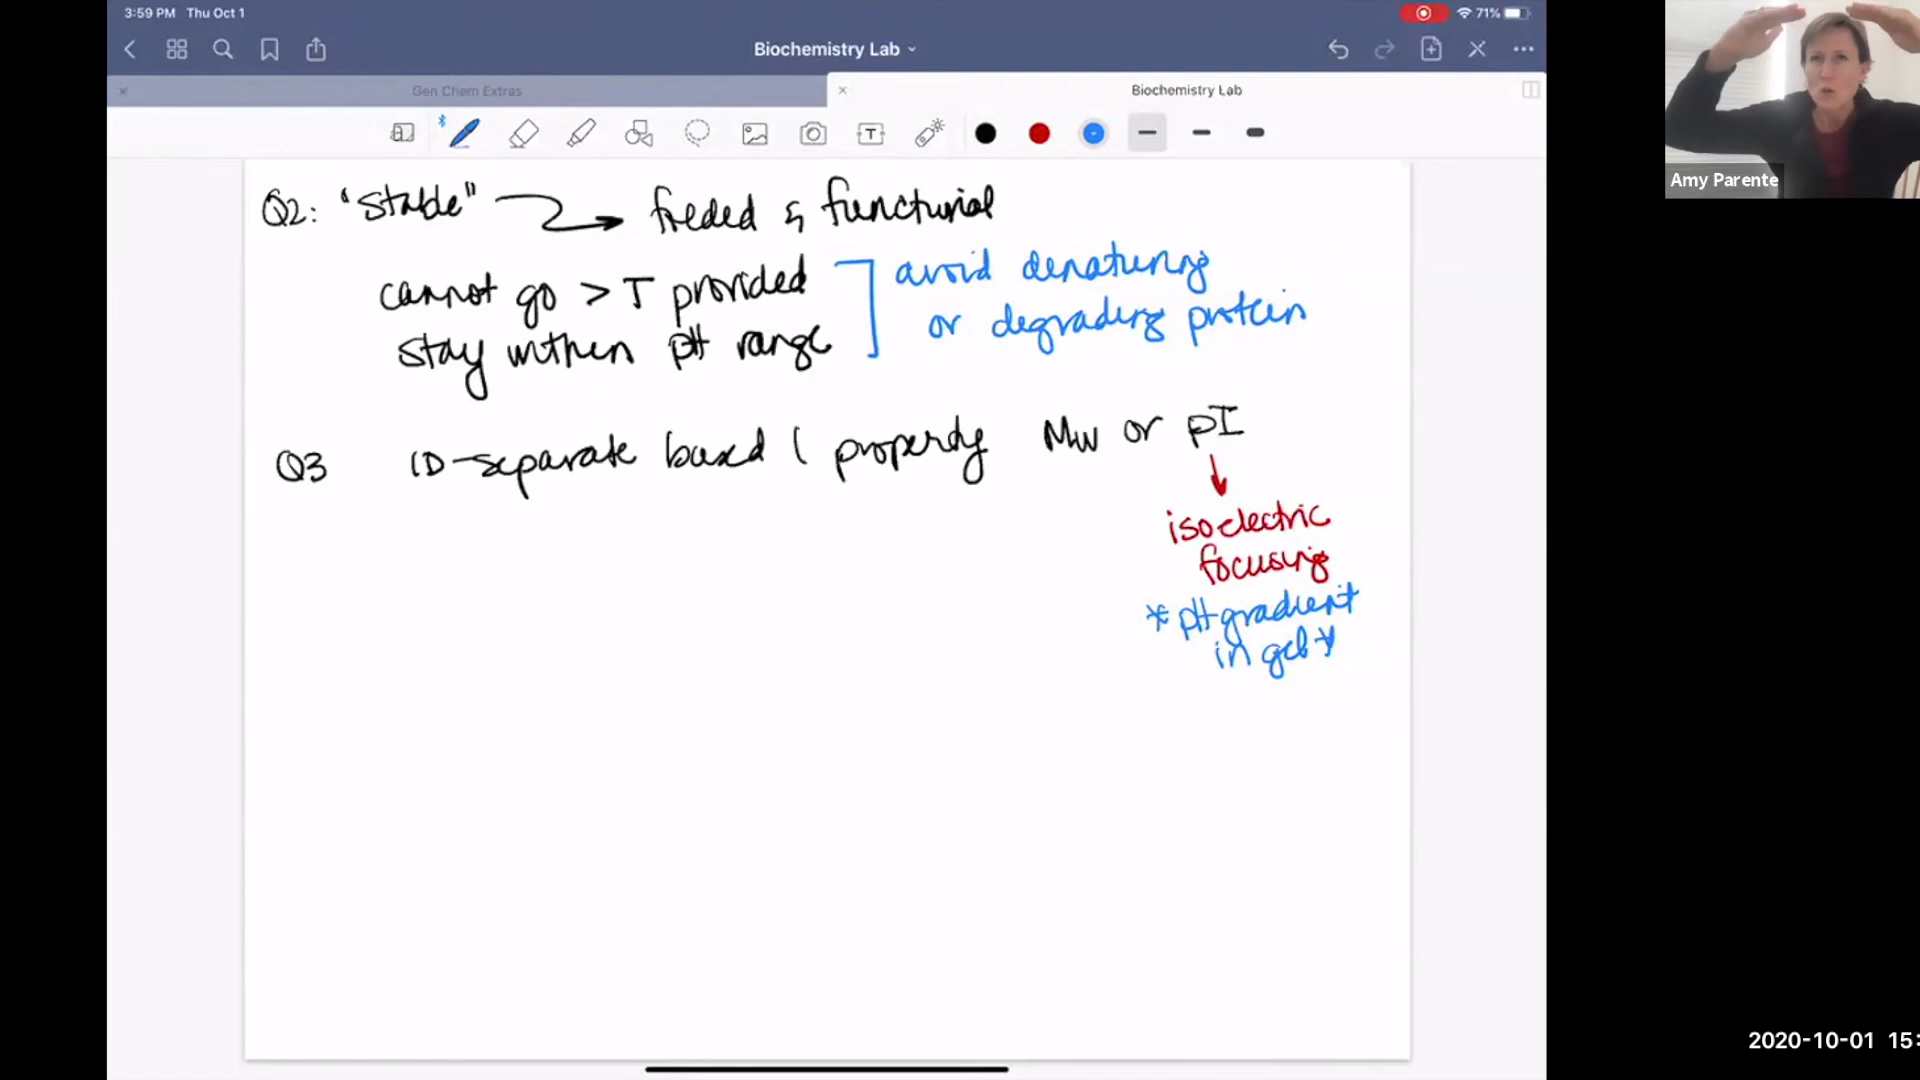 3:59 PM Thu Oct 1
71%
Biochemistry Lab
Gen Chem Extras
Biochemistry Lab
Amy Parente
Q2: "stable" → folded & functional
cannot go > T provided
avoid denaturing
or degrading protein
stay within pH range
Q3 1D-separate based 1 property MW or pI
isoelectric
focusing
*pH gradient
in gel*
2020-10-01 15: